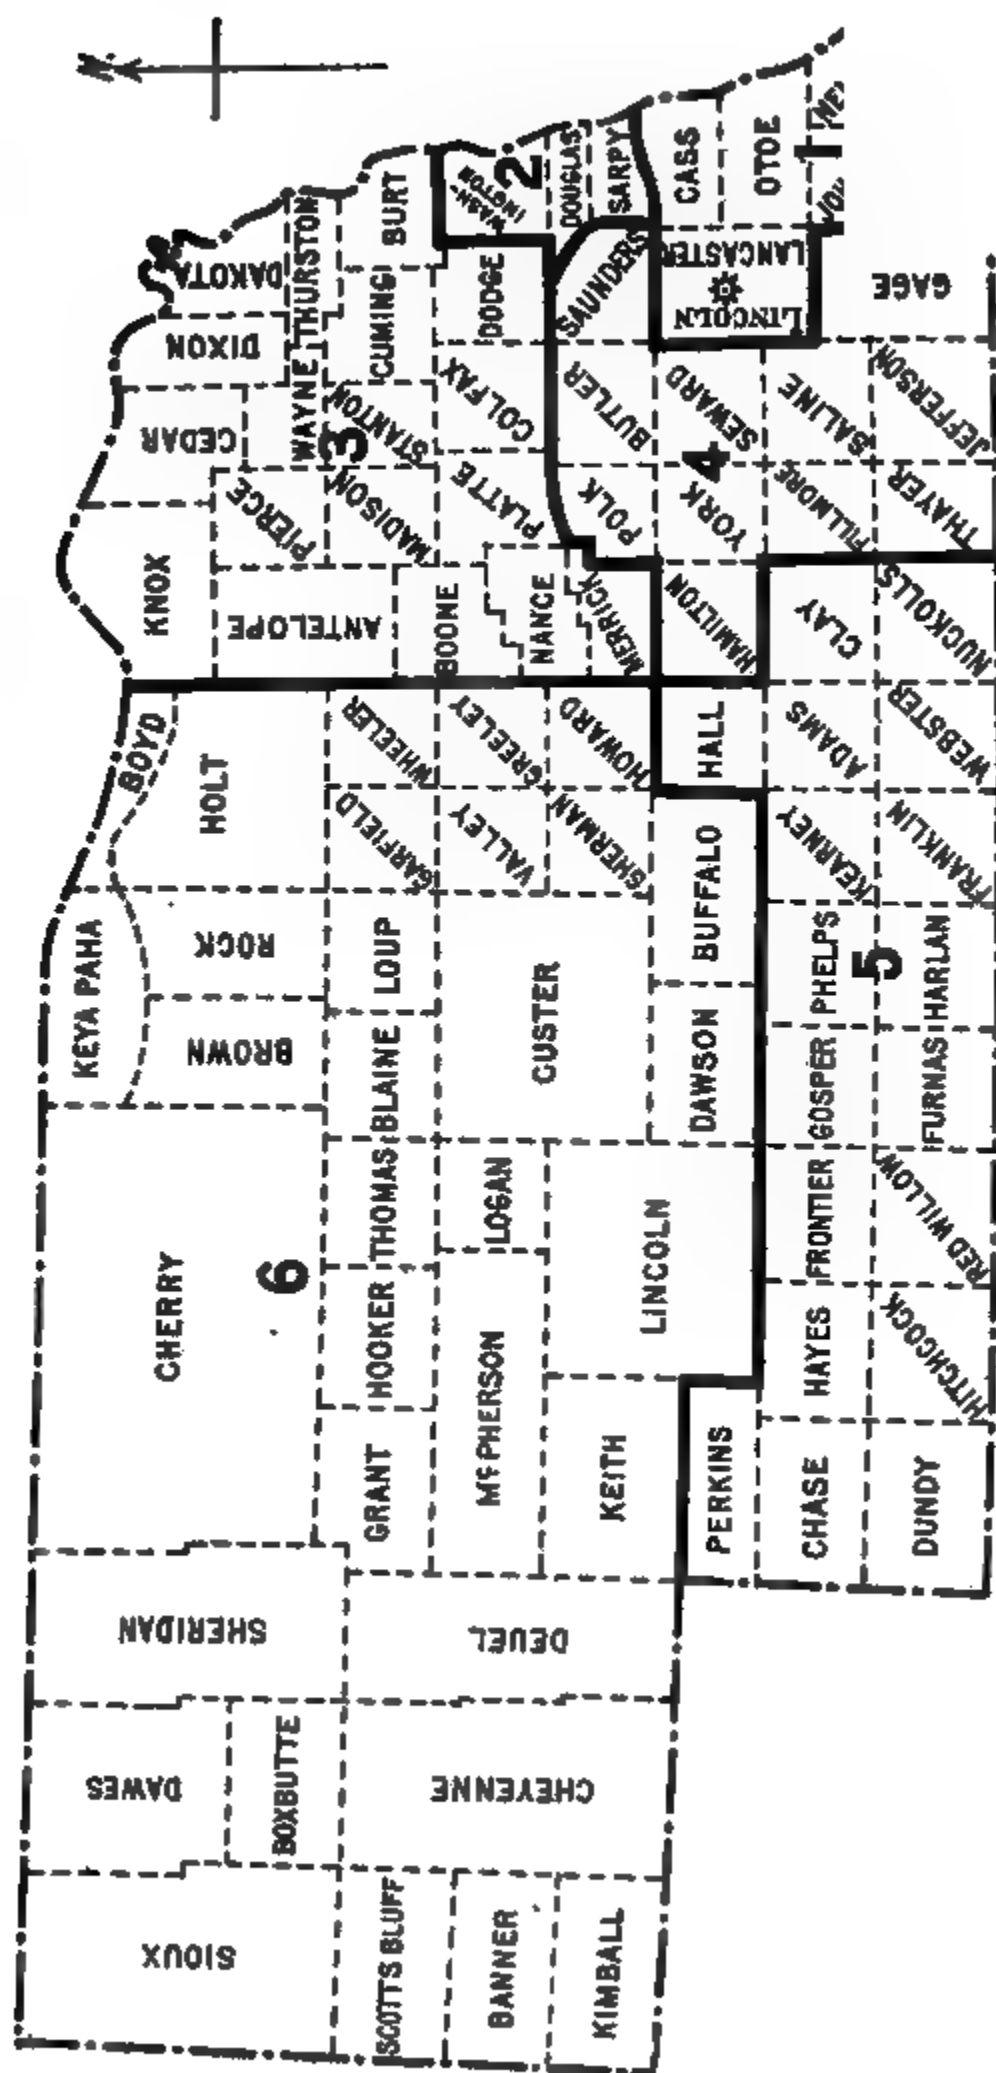 N.
SIOUX
DAWES
BOXBUTTE
SHERIDAN
SCOTTS BLUFF
BANNER
KIMBALL
CHEYENNE
DEUEL
CHERRY
6
GRANT
HOOKER
THOMAS
BLAINE
LOUP
McPHERSON
LOGAN
KEITH
LINCOLN
CUSTER
DAWSON
BUFFALO
KEYA PAHA
BROWN
ROCK
BOYD
HOLT
GARFIELD
WHEELER
VALLEY
GREELEY
SHERMAN
HOWARD
KNOX
CEDAR
DIXON
DAKOTA
ANTELOPE
PIERCE
WAYNE
THURSTON
3
MADISON
STANTON
CUMING
BURT
BOONE
PLATTE
COLFAX
DODGE
NANCE
MERRICK
WASH-
INGTON
2
DOUGLAS
SARPY
SAUNDERS
BUTLER
POLK
HAMILTON
YORK
SEWARD
4
LANCASTER
LINCOLN
CASS
OTOE
1
FILLMORE
SALINE
THAYER
JEFFERSON
GAGE
HALL
ADAMS
CLAY
WEBSTER
NUCKOLLS
KEARNEY
FRANKLIN
PHELPS
5
HARLAN
GOSPER
FURNAS
FRONTIER
RED WILLOW
HAYES
HITCHCOCK
PERKINS
CHASE
DUNDY